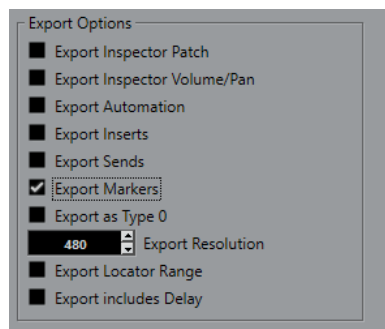 Export Options
Export Inspector Patch
Export Inspector Volume/Pan
Export Automation
Export Inserts
Export Sends
Export Markers
Export as Type 0
480 Export Resolution
Export Locator Range
Export includes Delay